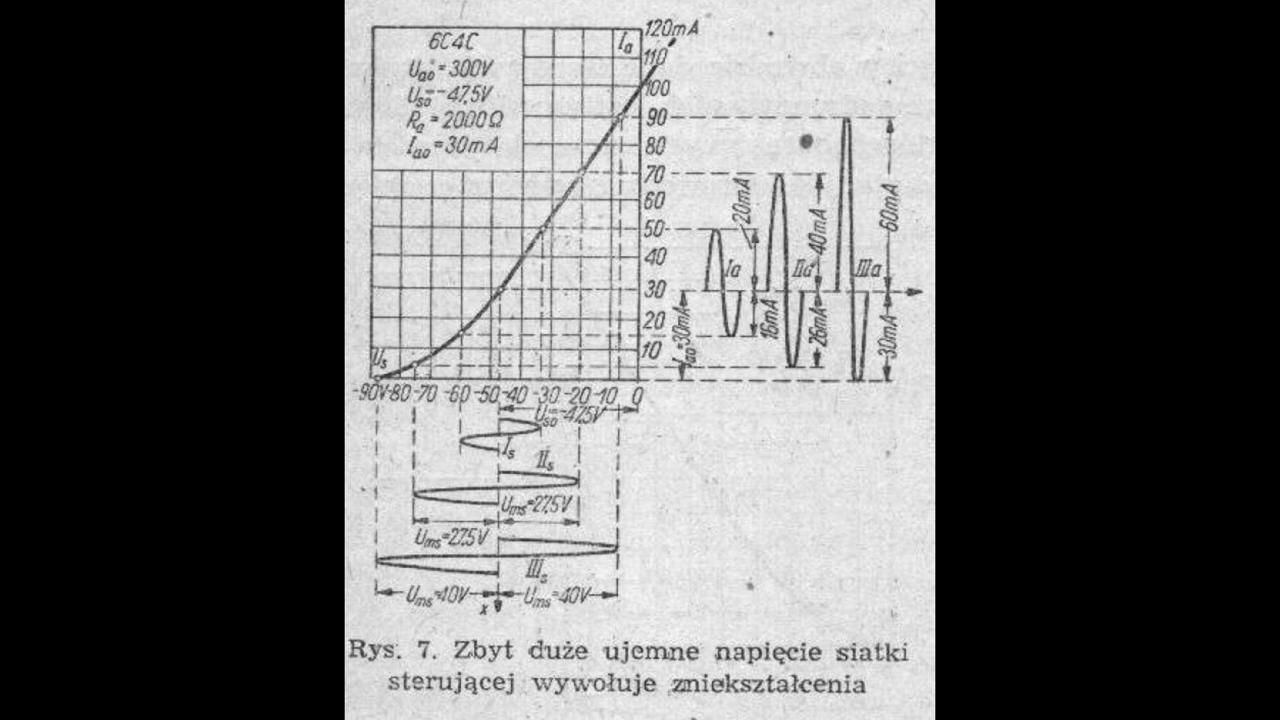 6C4C
Uao=300V
Uso=-47,5V
Ra=2000Ω
Iao=30mA
Ia
120mA
110
100
90
80
70
60
50
40
30
20
10
Us
-90V -80 -70 -60 -50 -40 -30 -20 -10 0
20mA
40mA
60mA
Ia
IIa
IIIa
Iao=30mA
16mA
26mA
30mA
Uso=-47,5V
Is
IIs
Ums=27,5V
Ums=27,5V
IIIs
Ums=40V
Ums=40V
x
Rys. 7. Zbyt duże ujemne napięcie siatki
sterującej wywołuje zniekształcenia